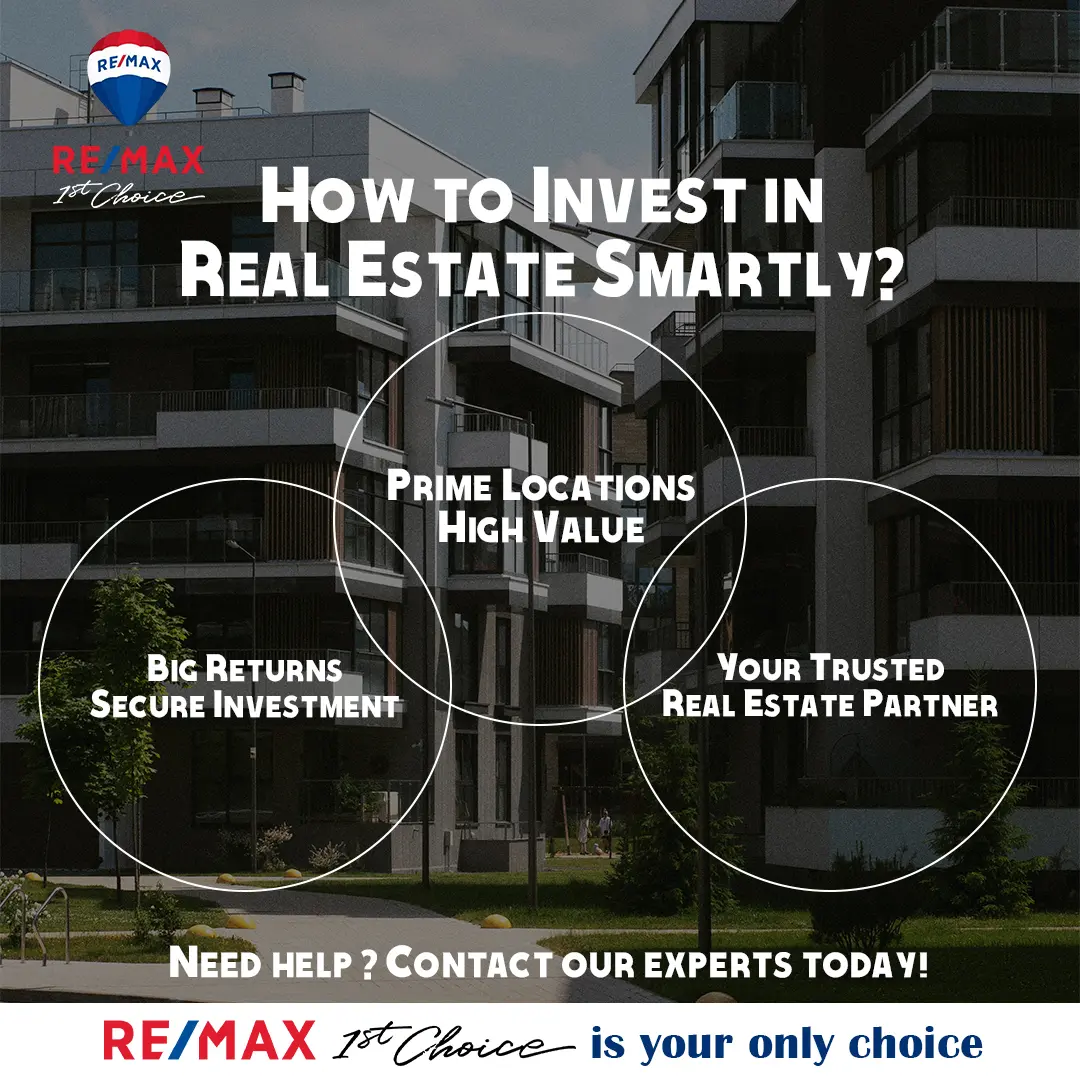 RE/MAX
RE/MAX
1st Choice
How to Invest in
Real Estate Smartly?
Prime Locations
High Value
Big Returns
Secure Investment
Your Trusted
Real Estate Partner
Need help ? Contact our experts today!
RE/MAX 1st Choice is your only choice